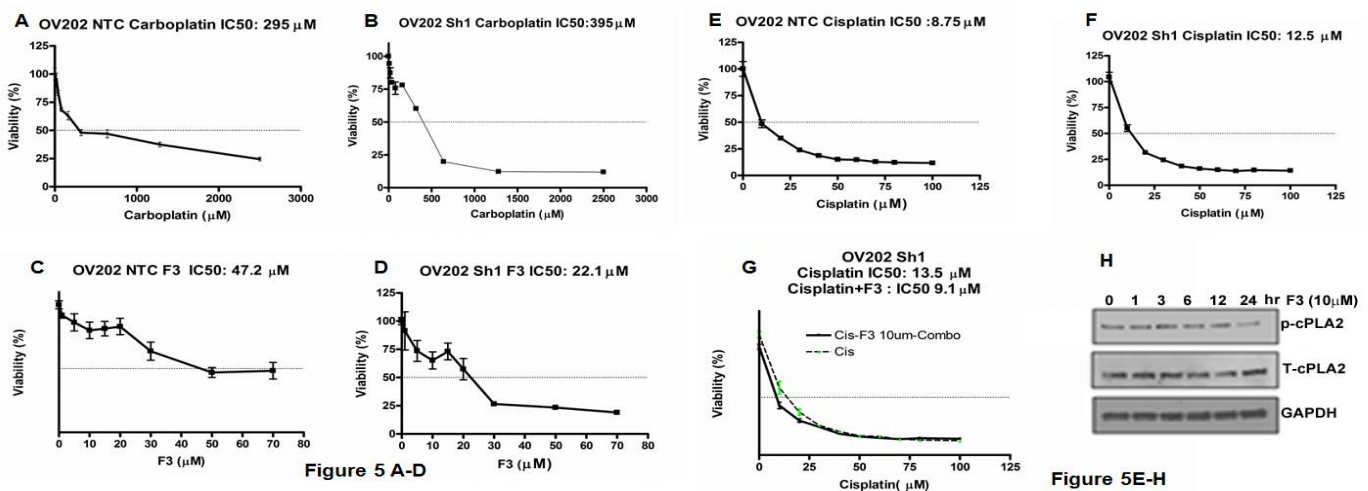 A
OV202 NTC Carboplatin IC50: 295 μM
Viability (%)
125
100
75
50
25
0
0 1000 2000 3000
Carboplatin (μM)
B
OV202 Sh1 Carboplatin IC50:395 μM
Viability (%)
125
100
75
50
25
0
0 500 1000 1500 2000 2500 3000
Carboplatin (μM)
E
OV202 NTC Cisplatin IC50 :8.75 μM
Viability (%)
125
100
75
50
25
0
0 25 50 75 100 125
Cisplatin (μM)
F
OV202 Sh1 Cisplatin IC50: 12.5 μM
Viability (%)
125
100
75
50
25
0
0 25 50 75 100 125
Cisplatin (μM)
C
OV202 NTC F3 IC50: 47.2 μM
Viability (%)
0 10 20 30 40 50 60 70 80
F3 (μM)
D
OV202 Sh1 F3 IC50: 22.1 μM
Viability (%)
125
100
75
50
25
0
0 10 20 30 40 50 60 70 80
F3 (μM)
Figure 5 A-D
G
OV202 Sh1
Cisplatin IC50: 13.5 μM
Cisplatin+F3 : IC50 9.1 μM
Cis-F3 10um-Combo
Cis
Viability (%)
0 25 50 75 100 125
Cisplatin( μM)
H
0 1 3 6 12 24 hr F3 (10μM)
p-cPLA2
T-cPLA2
GAPDH
Figure 5E-H